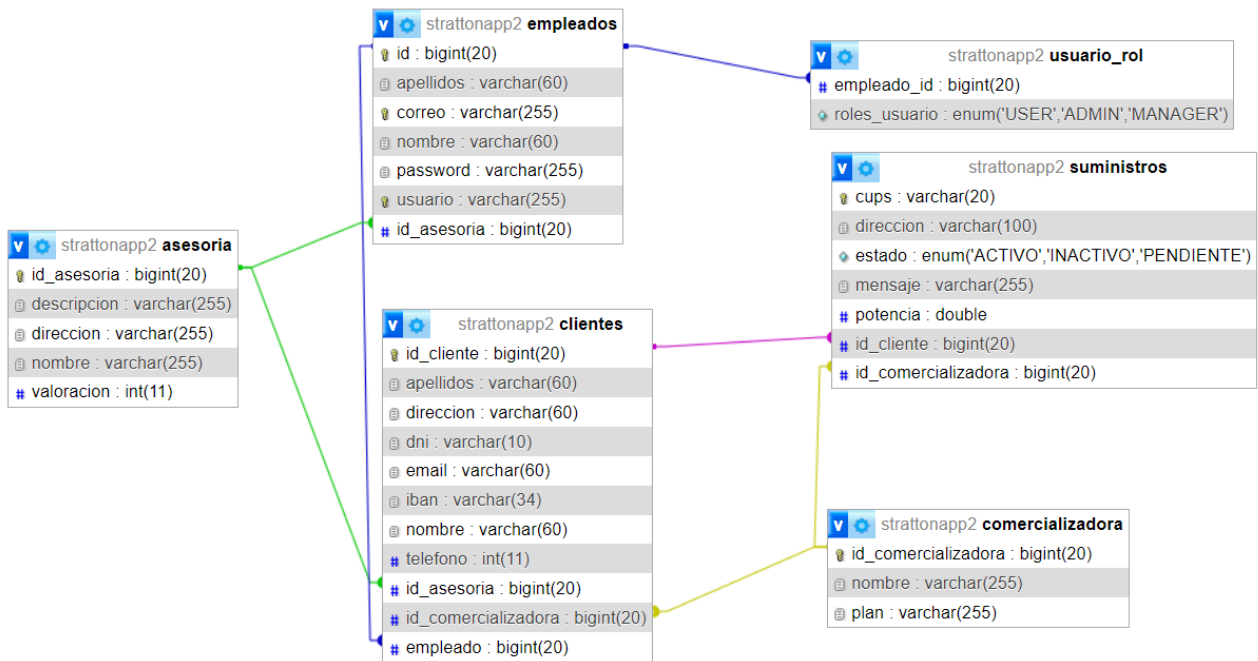 strattonapp2 empleados
id : bigint(20)
apellidos : varchar(60)
correo : varchar(255)
nombre : varchar(60)
password : varchar(255)
usuario : varchar(255)
id_asesoria : bigint(20)
strattonapp2 usuario_rol
empleado_id : bigint(20)
roles_usuario : enum('USER','ADMIN','MANAGER')
strattonapp2 suministros
cups : varchar(20)
direccion : varchar(100)
estado : enum('ACTIVO','INACTIVO','PENDIENTE')
mensaje : varchar(255)
potencia : double
id_cliente : bigint(20)
id_comercializadora : bigint(20)
strattonapp2 asesoria
id_asesoria : bigint(20)
descripcion : varchar(255)
direccion : varchar(255)
nombre : varchar(255)
valoracion : int(11)
strattonapp2 clientes
id_cliente : bigint(20)
apellidos : varchar(60)
direccion : varchar(60)
dni : varchar(10)
email : varchar(60)
iban : varchar(34)
nombre : varchar(60)
telefono : int(11)
id_asesoria : bigint(20)
id_comercializadora : bigint(20)
empleado : bigint(20)
strattonapp2 comercializadora
id_comercializadora : bigint(20)
nombre : varchar(255)
plan : varchar(255)